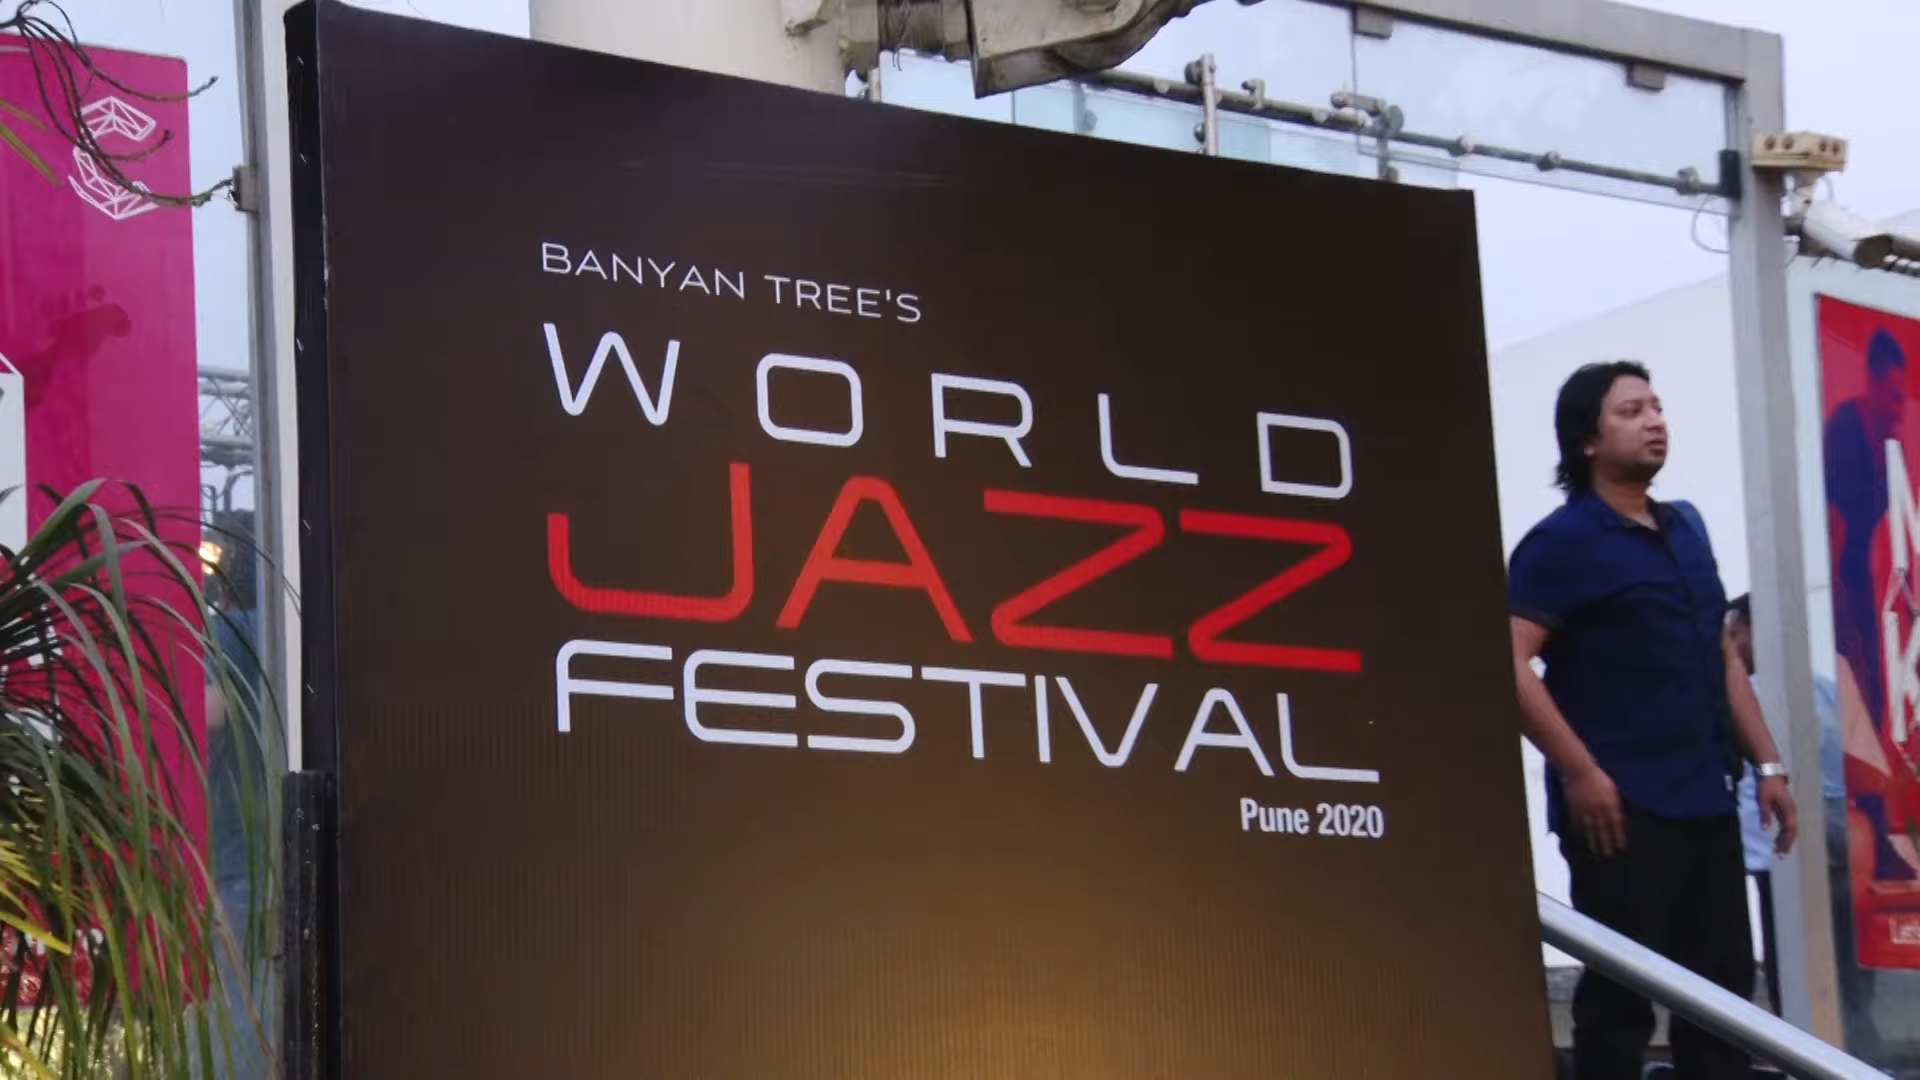 BANYAN TREE'S
WORLD
JAZZ
FESTIVAL
Pune 2020